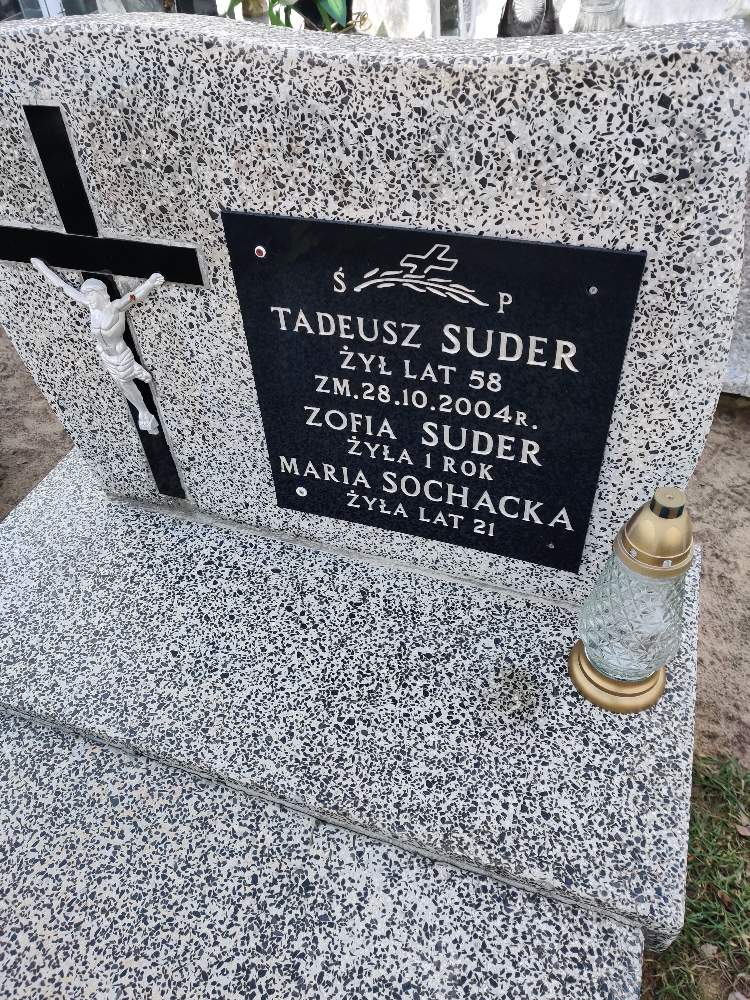 Ś P
TADEUSZ SUDER
ŻYŁ LAT 58
ZM.28.10.2004R.
ZOFIA SUDER
ŻYŁA 1 ROK
MARIA SOCHACKA
ŻYŁA LAT 21